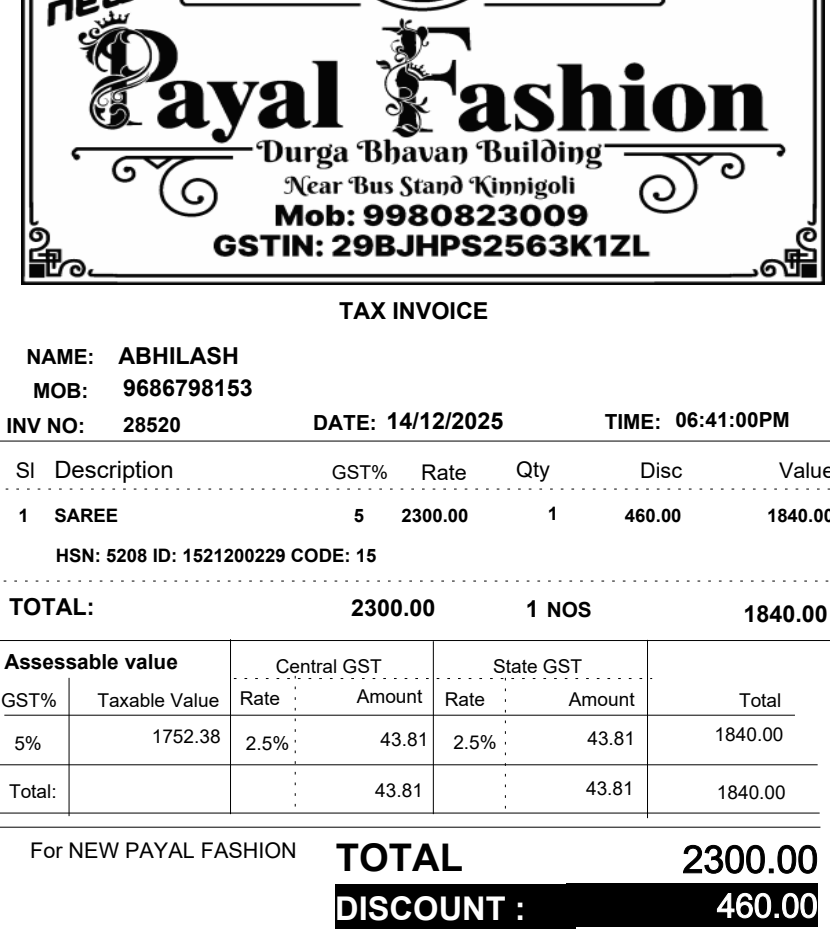 new
Payal Fashion
Durga Bhavan Building
Near Bus Stand Kinnigoli
Mob: 9980823009
GSTIN: 29BJHPS2563K1ZL
TAX INVOICE
NAME: ABHILASH
MOB: 9686798153
INV NO: 28520 DATE: 14/12/2025 TIME: 06:41:00PM
Sl Description GST% Rate Qty Disc Value
1 SAREE 5 2300.00 1 460.00 1840.00
HSN: 5208 ID: 1521200229 CODE: 15
TOTAL: 2300.00 1 NOS 1840.00
Assessable value Central GST State GST
GST% Taxable Value Rate Amount Rate Amount Total
5% 1752.38 2.5% 43.81 2.5% 43.81 1840.00
Total: 43.81 43.81 1840.00
For NEW PAYAL FASHION TOTAL 2300.00
DISCOUNT : 460.00